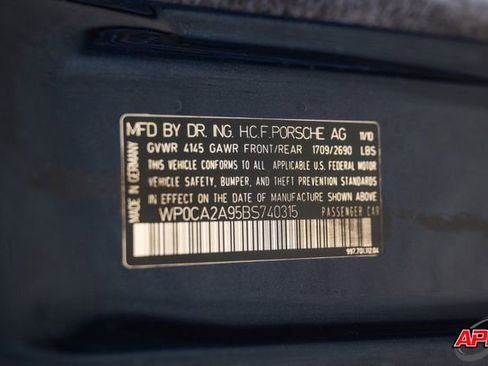 MFD BY DR. ING. H.C.F. PORSCHE AG 11/10
GVWR 4145 GAWR FRONT/REAR 1709/2690 LBS
THIS VEHICLE CONFORMS TO ALL APPLICABLE U.S. FEDERAL MOTOR
VEHICLE SAFETY, BUMPER, AND THEFT PREVENTION STANDARDS
IN EFFECT ON THE DATE OF MANUFACTURE SHOWN ABOVE
WP0CA2A95BS740315 PASSENGER CAR
997.701.112.04
MADE IN GERMANY